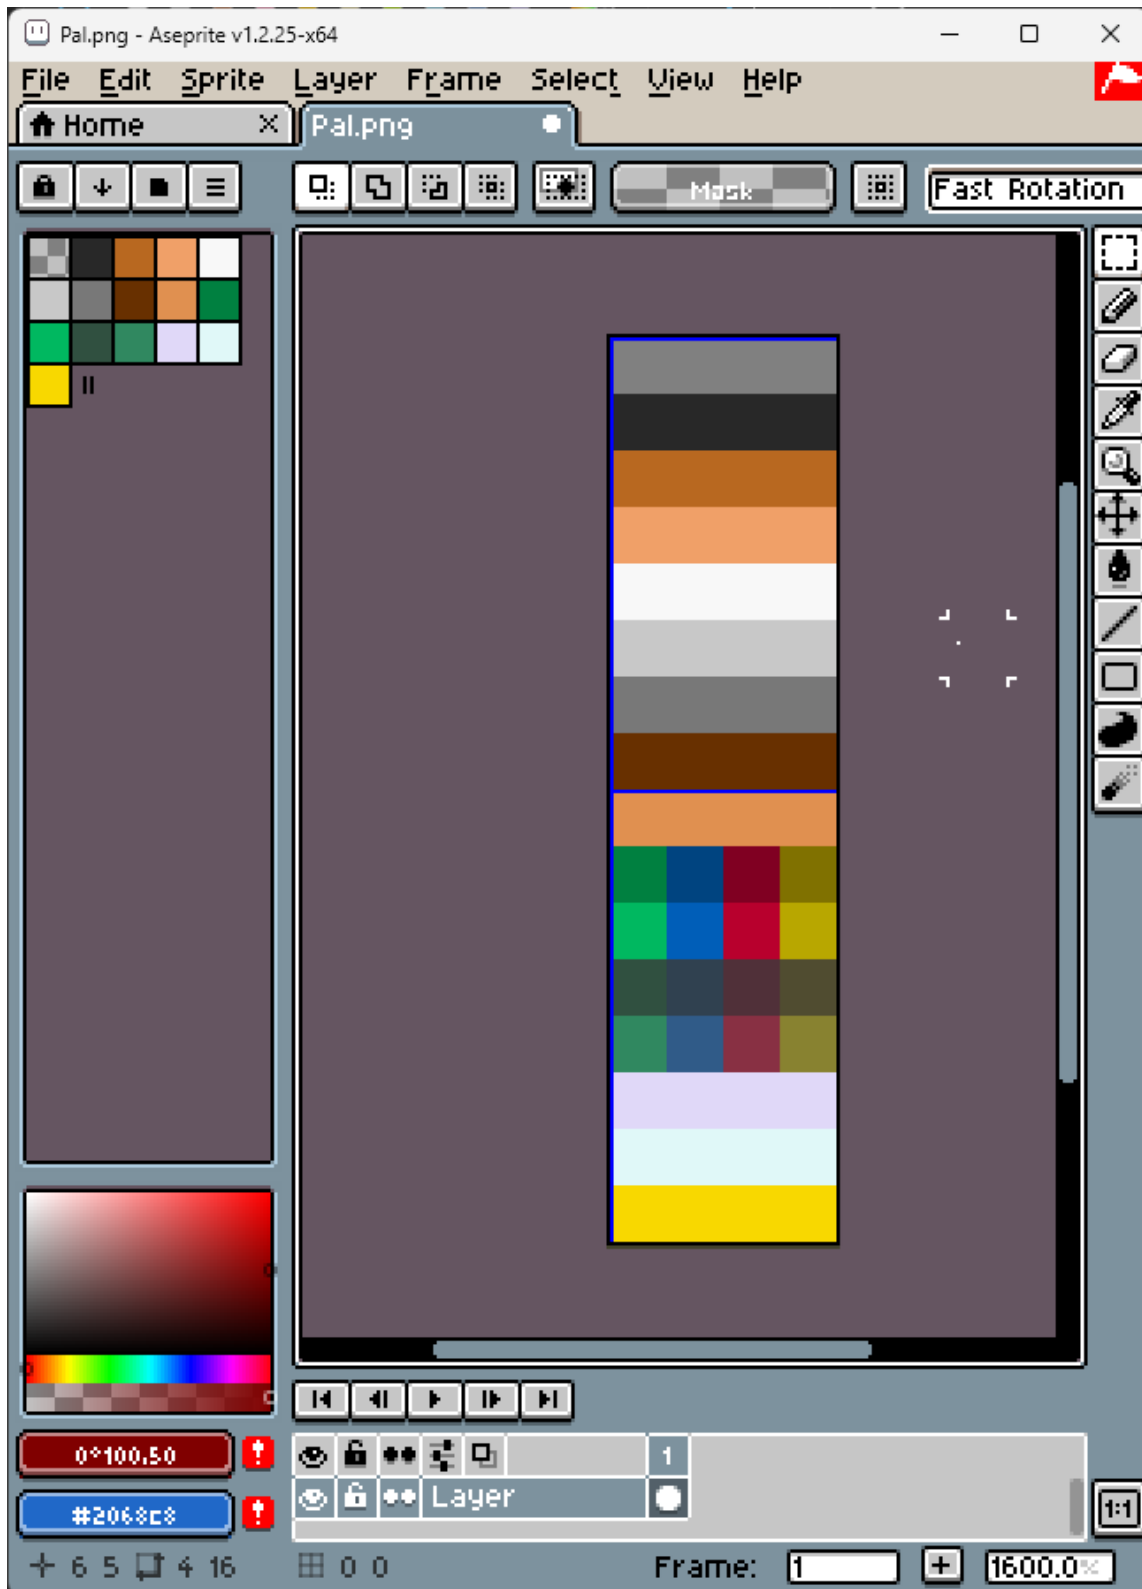 Pal.png - Aseprite v1.2.25-x64
File Edit Sprite Layer Frame Select View Help
Home Pal.png
Mask Fast Rotation
0°100.50
1
#2068c8
Layer
1:1
6 5 4 16 0 0 Frame: 1 + 1600.0%